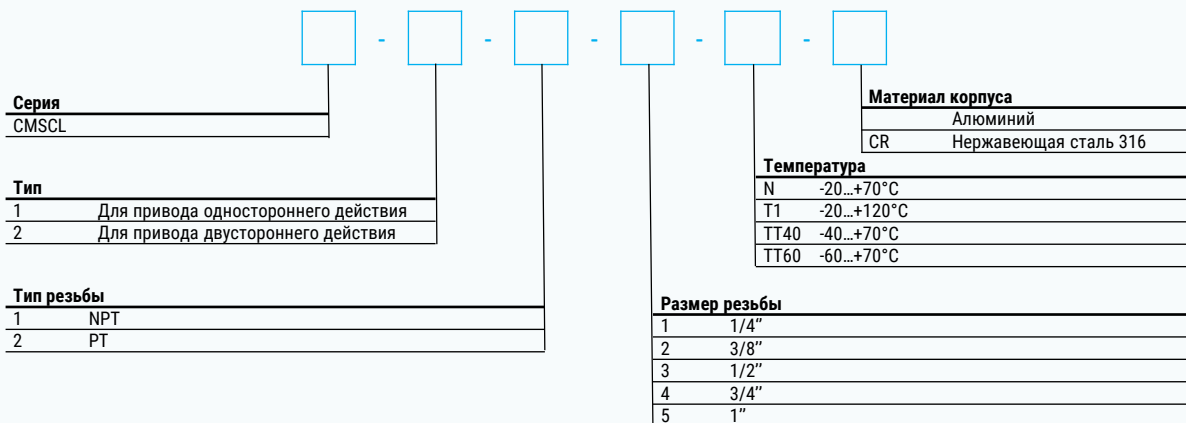 - - - - -
Серия
CMSCL
Тип
1 Для привода одностороннего действия
2 Для привода двустороннего действия
Тип резьбы
1 NPT
2 PT
Материал корпуса
Алюминий
CR Нержавеющая сталь 316
Температура
N -20...+70°C
T1 -20...+120°C
TT40 -40...+70°C
TT60 -60...+70°C
Размер резьбы
1 1/4”
2 3/8”
3 1/2”
4 3/4”
5 1”